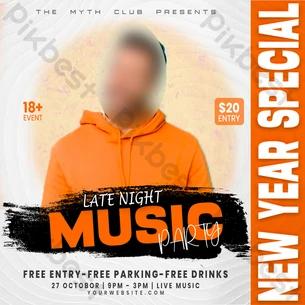 THE MYTH CLUB PRESENTS
18+
EVENT
$20
ENTRY
NEW YEAR SPECIAL
LATE NIGHT
MUSIC
PARTY
FREE ENTRY-FREE PARKING-FREE DRINKS
27 OCTOBOR | 9PM - 3PM | LIVE MUSIC
YOURWEBSITE.COM
pikbest